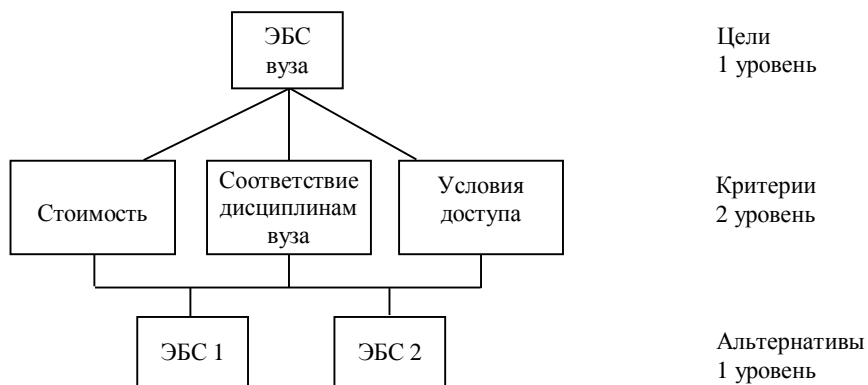 ЭБС
вуза
Цели
1 уровень
Стоимость
Соответствие
дисциплинам
вуза
Условия
доступа
Критерии
2 уровень
ЭБС 1
ЭБС 2
Альтернативы
1 уровень